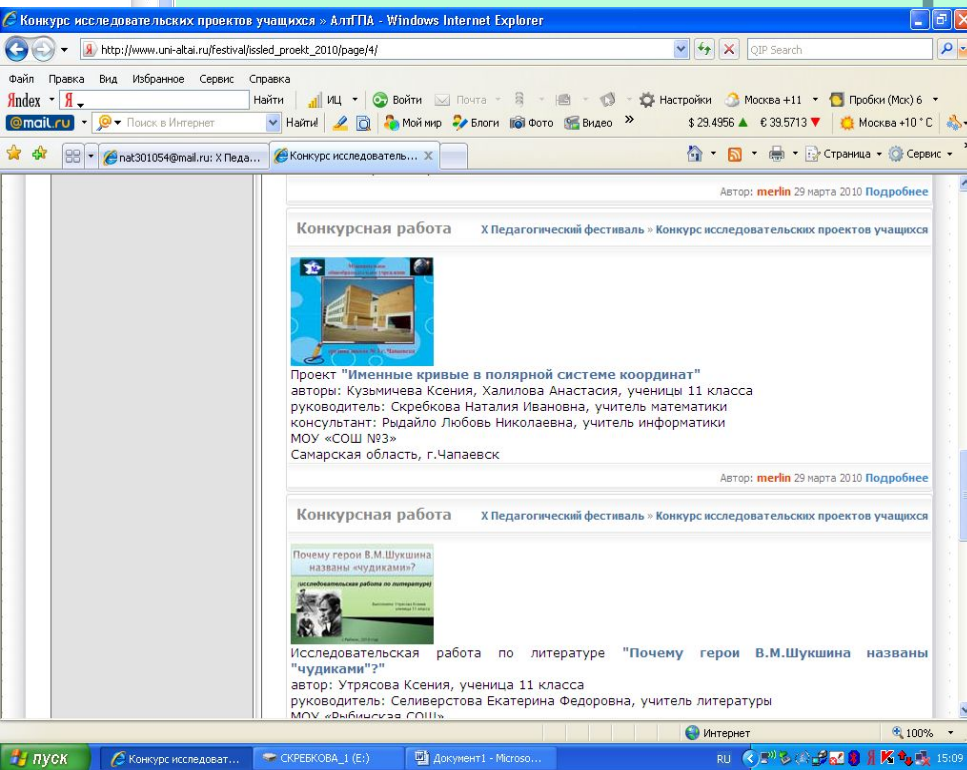 Конкурс исследовательских проектов учащихся » АлтГПА - Windows Internet Explorer
http://www.uni-altai.ru/festival/issled_proekt_2010/page/4/
QIP Search
Файл Правка Вид Избранное Сервис Справка
Яndex Я Найти ИЦ Войти Почта Настройки Москва +11 Пробки (Мск) 6
@mail.ru Поиск в Интернет Найти! Мой мир Блоги Фото Видео » $ 29.4956 € 39.5713 Москва +10 °C
nat301054@mail.ru: X Педа... Конкурс исследователь... X Страница Сервис
Автор: merlin 29 марта 2010 Подробнее
Конкурсная работа X Педагогический фестиваль » Конкурс исследовательских проектов учащихся
Проект "Именные кривые в полярной системе координат"
авторы: Кузьмичева Ксения, Халилова Анастасия, ученицы 11 класса
руководитель: Скребкова Наталия Ивановна, учитель математики
консультант: Рыдайло Любовь Николаевна, учитель информатики
МОУ «СОШ №3»
Самарская область, г.Чапаевск
Автор: merlin 29 марта 2010 Подробнее
Конкурсная работа X Педагогический фестиваль » Конкурс исследовательских проектов учащихся
Почему герои В.М.Шукшина
названы «чудиками»?
(исследовательская работа по литературе)
Исследовательская работа по литературе "Почему герои В.М.Шукшина названы
"чудиками"?"
автор: Утрясова Ксения, ученица 11 класса
руководитель: Селиверстова Екатерина Федоровна, учитель литературы
МОУ «Рыбинская СОШ»
Интернет 100%
пуск Конкурс исследоват... СКРЕБКОВА_1 (E:) Документ1 - Microso... RU 15:09